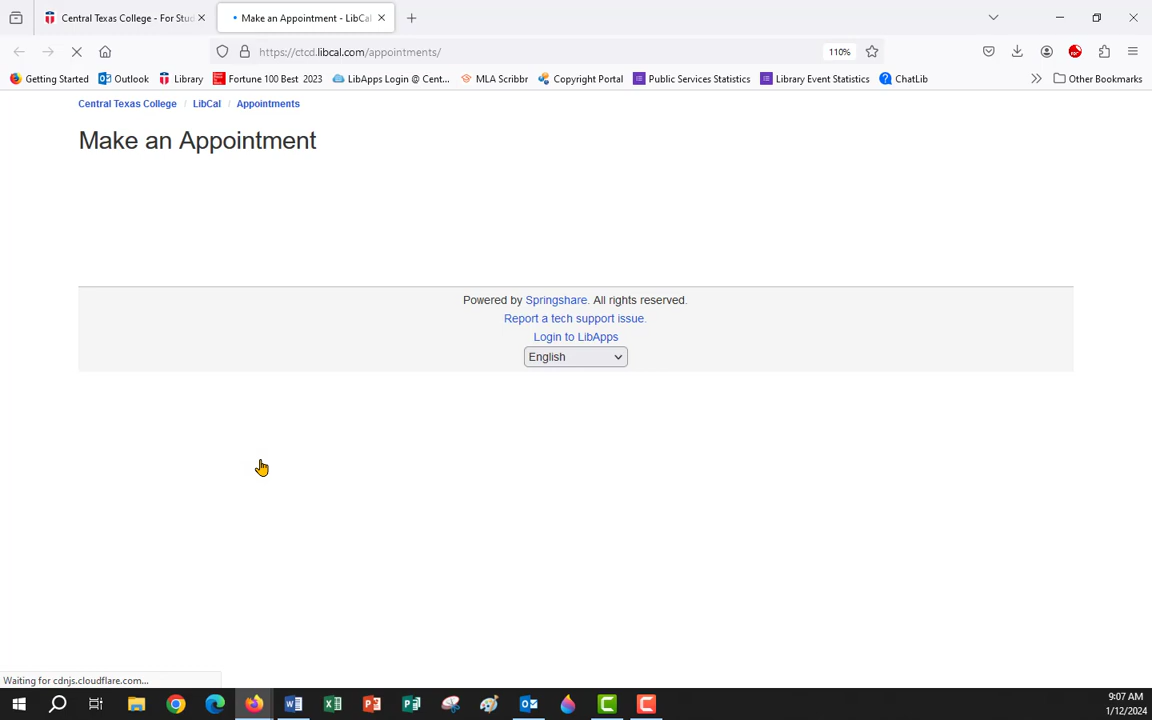 Central Texas College - For Stud
Make an Appointment - LibCal
https://ctcd.libcal.com/appointments/
110%
Getting Started
Outlook
Library
Fortune 100 Best 2023
LibApps Login @ Cent...
MLA Scribbr
Copyright Portal
Public Services Statistics
Library Event Statistics
ChatLib
Other Bookmarks
Central Texas College / LibCal / Appointments
Make an Appointment
Powered by Springshare. All rights reserved.
Report a tech support issue.
Login to LibApps
English
Waiting for cdnjs.cloudflare.com...
9:07 AM
1/12/2024